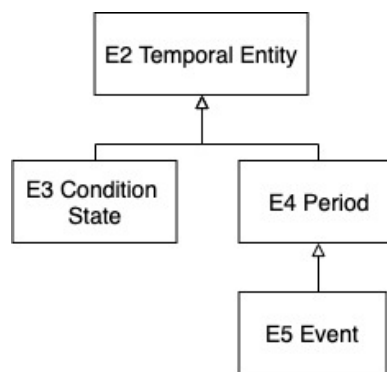 E2 Temporal Entity
E3 Condition
State
E4 Period
E5 Event